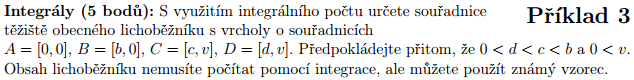 Integrály (5 bodů): S využitím integrálního počtu určete souřadnice
Příklad 3
těžiště obecného lichoběžníku s vrcholy o souřadnicích
A = [0, 0], B = [b, 0], C = [c, v], D = [d, v]. Předpokládejte přitom, že 0 < d < c < b a 0 < v.
Obsah lichoběžníku nemusíte počítat pomocí integrace, ale můžete použít známý vzorec.